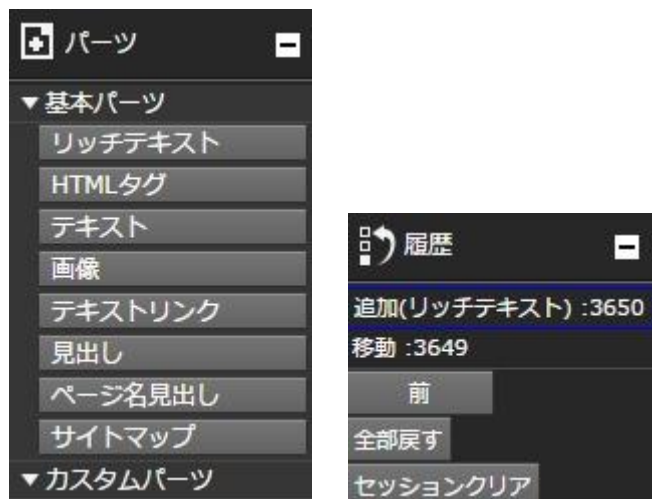 パーツ
▼基本パーツ
リッチテキスト
HTMLタグ
テキスト
画像
テキストリンク
見出し
ページ名見出し
サイトマップ
▼カスタムパーツ
履歴
追加(リッチテキスト) :3650
移動 :3649
前
全部戻す
セッションクリア